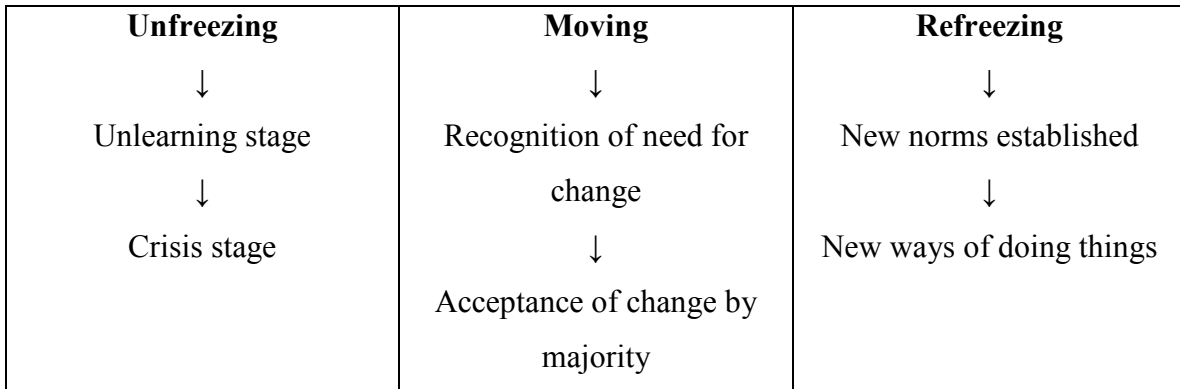 Unfreezing
↓
Unlearning stage
↓
Crisis stage
Moving
↓
Recognition of need for
change
↓
Acceptance of change by
majority
Refreezing
↓
New norms established
↓
New ways of doing things